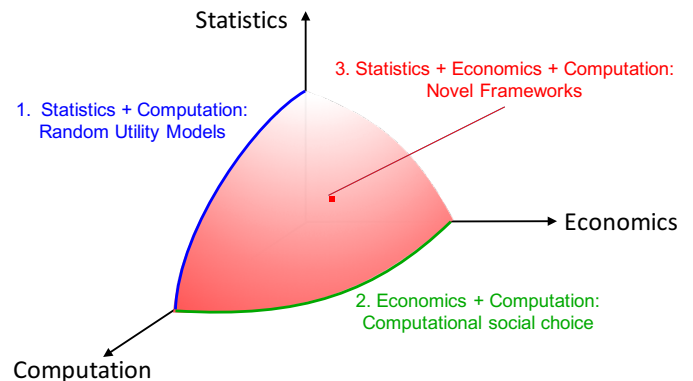 Statistics
3. Statistics + Economics + Computation:
Novel Frameworks
1. Statistics + Computation:
Random Utility Models
Economics
2. Economics + Computation:
Computational social choice
Computation